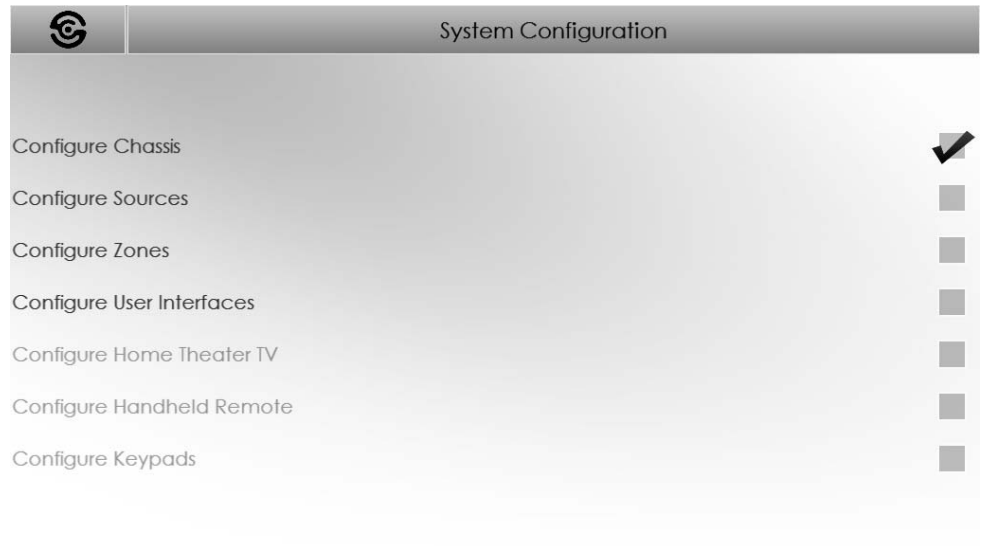 System Configuration
Configure Chassis
Configure Sources
Configure Zones
Configure User Interfaces
Configure Home Theater TV
Configure Handheld Remote
Configure Keypads